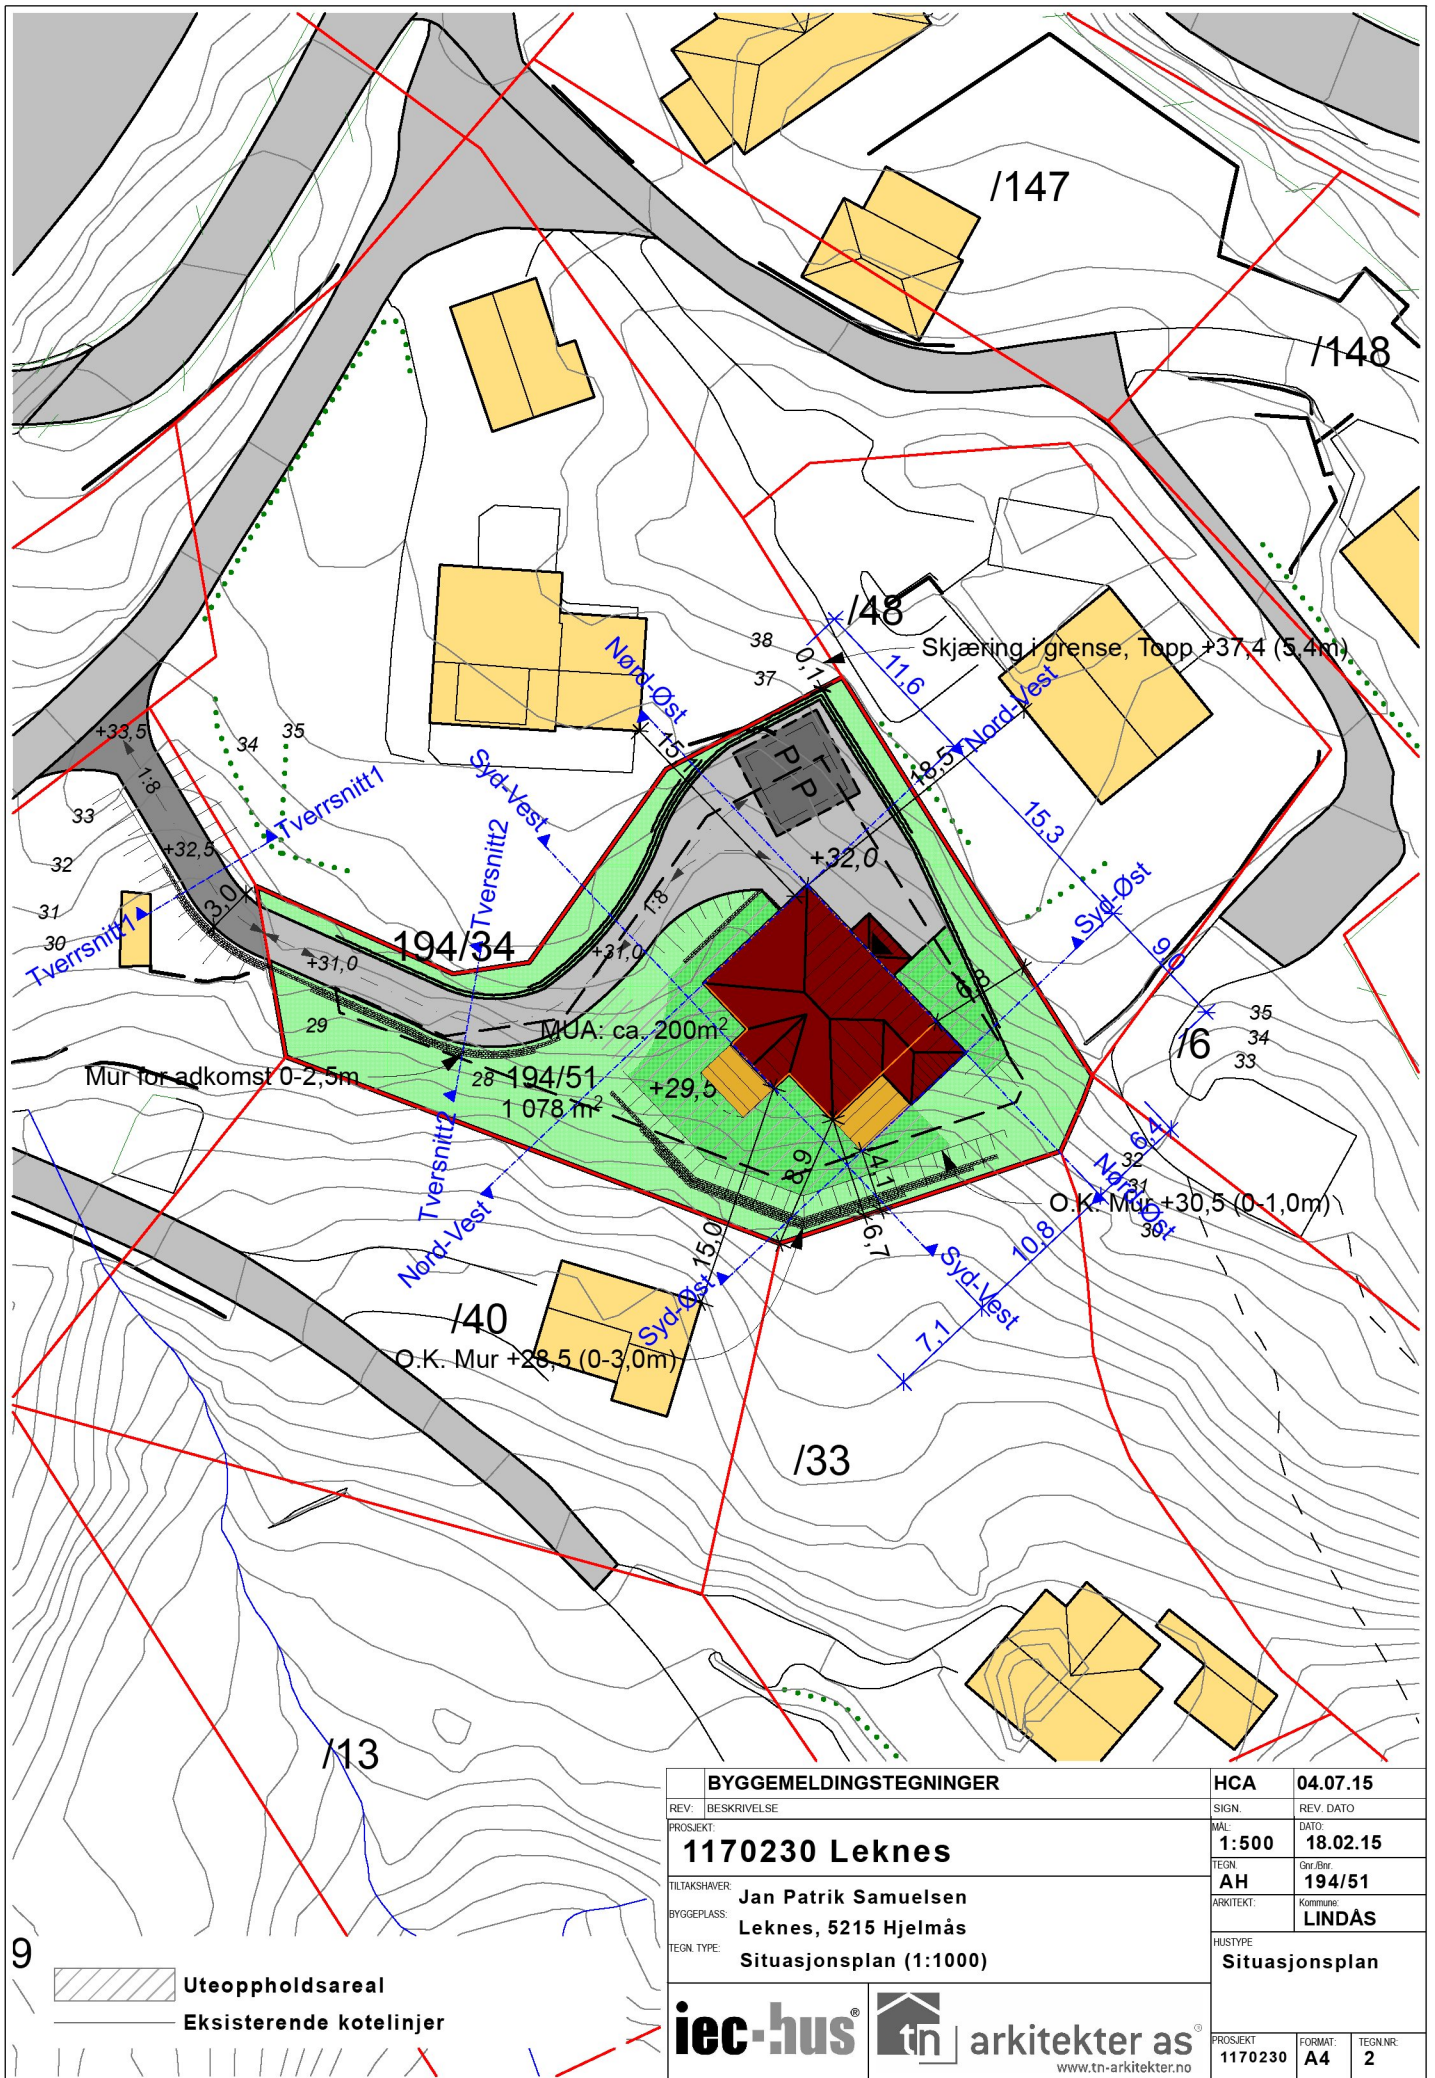 /147
/148
/48
38
37
0,1
11,6
Skjæring i grense, Topp +37,4 (5,4m)
Nord-Øst
15,1
Nord-Vest
18,5
+33,5
34
35
1:8
33
Syd-Vest
Tverrsnitt1
Tverrsnitt2
P
P
15,3
+32,5
32
+32,0
Syd-Øst
31
30
Tverrsnitt1
3,0
1:8
194/34
+31,0
+31,0
6,8
9,0
35
34
33
/6
29
MUA: ca. 200m²
Mur for adkomst 0-2,5m
28
194/51
1 078 m²
+29,5
Tversnitt2
6,4
32
31
30
Nord-Øst
8,9
4,1
O.K. Mur +30,5 (0-1,0m)
Nord-Vest
15,0
6,7
10,8
Syd-Øst
Syd-Vest
/40
7,1
O.K. Mur +28,5 (0-3,0m)
/33
/13
9
Uteoppholdsareal
Eksisterende kotelinjer
BYGGEMELDINGSTEGNINGER
HCA
04.07.15
REV:
BESKRIVELSE
SIGN.
REV. DATO
PROSJEKT:
1170230 Leknes
MÅL:
1:500
DATO:
18.02.15
TEGN.
AH
Gnr./Bnr.
194/51
TILTAKSHAVER:
Jan Patrik Samuelsen
BYGGEPLASS:
Leknes, 5215 Hjelmås
TEGN. TYPE:
Situasjonsplan (1:1000)
ARKITEKT:
Kommune:
LINDÅS
HUSTYPE
Situasjonsplan
iec-hus®
tn arkitekter as®
www.tn-arkitekter.no
PROSJEKT
1170230
FORMAT:
A4
TEGN.NR:
2